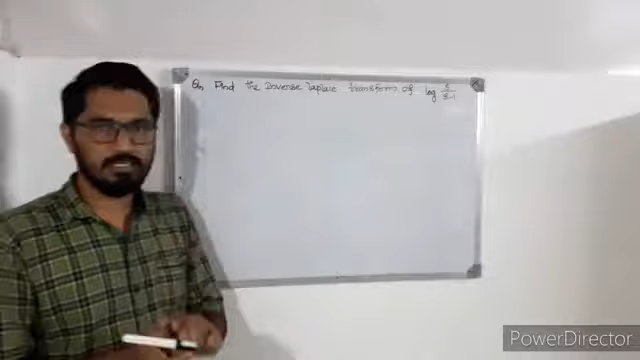 Qn Find the Inverse laplace transform of log s/s-1
PowerDirector